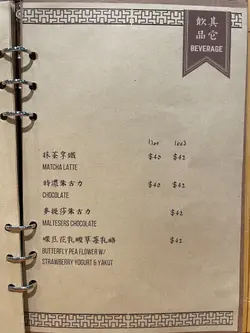 其它
飲品
BEVERAGE
Hot Iced
抹茶拿鐵 $40 $42
MATCHA LATTE
特濃朱古力 $40 $42
CHOCOLATE
麥提莎朱古力 $42
MALTESERS CHOCOLATE
蝶豆花乳酸草莓乳酪 $42
BUTTERFLY PEA FLOWER W/
STRAWBERRY YOGURT & YAKUT